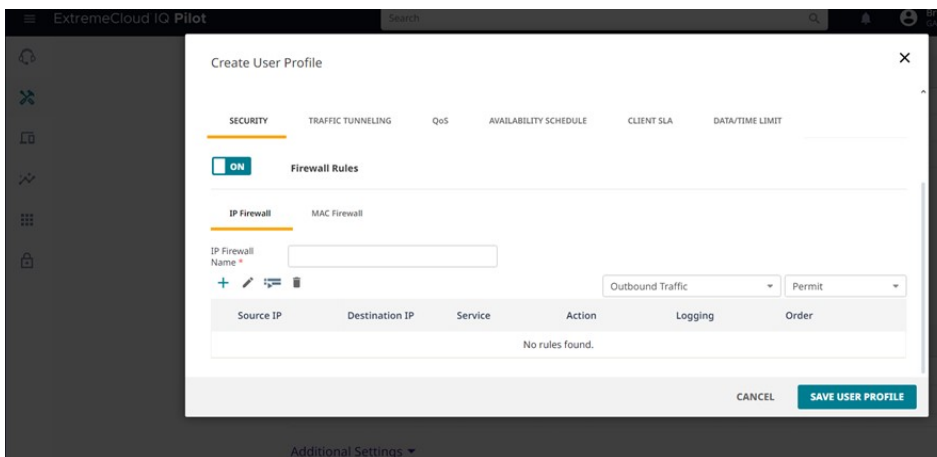 ExtremeCloud IQ Pilot
Search
Create User Profile
SECURITY TRAFFIC TUNNELING QoS AVAILABILITY SCHEDULE CLIENT SLA DATA/TIME LIMIT
ON Firewall Rules
IP Firewall MAC Firewall
IP Firewall
Name *
Outbound Traffic Permit
Source IP Destination IP Service Action Logging Order
No rules found.
CANCEL SAVE USER PROFILE
Additional Settings